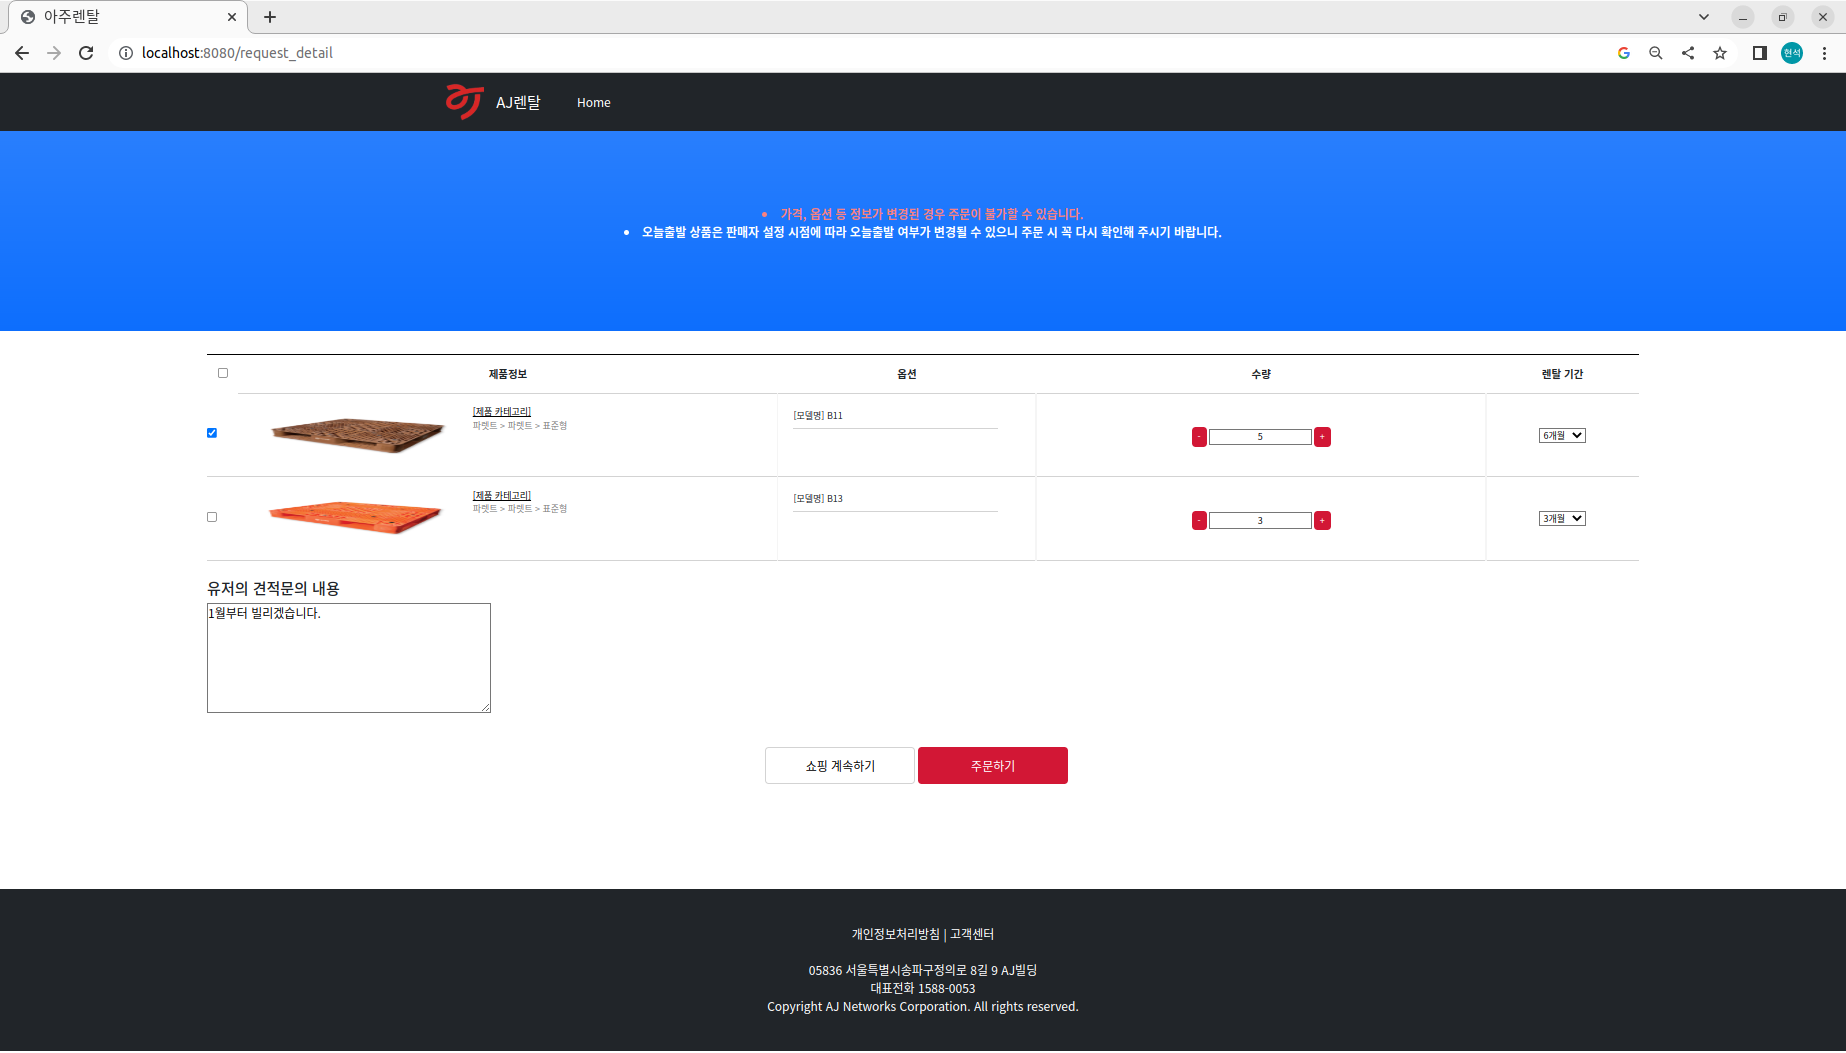 아주렌탈
localhost:8080/request_detail
현석
AJ렌탈
Home
가격, 옵션 등 정보가 변경된 경우 주문이 불가할 수 있습니다.
오늘출발 상품은 판매자 설정 시점에 따라 오늘출발 여부가 변경될 수 있으니 주문 시 꼭 다시 확인해 주시기 바랍니다.
제품정보 옵션 수량 렌탈 기간
[제품 카테고리]
파렛트 > 파렛트 > 표준형
[모델명] B11
- 5 +
6개월
[제품 카테고리]
파렛트 > 파렛트 > 표준형
[모델명] B13
- 3 +
3개월
유저의 견적문의 내용
1월부터 빌리겠습니다.
쇼핑 계속하기 주문하기
개인정보처리방침 | 고객센터
05836 서울특별시송파구정의로 8길 9 AJ빌딩
대표전화 1588-0053
Copyright AJ Networks Corporation. All rights reserved.